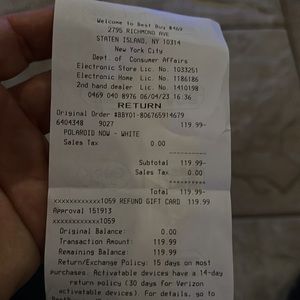 Welcome to Best Buy #469
2795 RICHMOND AVE
STATEN ISLAND, NY 10314
New York City
Dept. of Consumer Affairs
Electronic Store Lic. No. 1033251
Electronic Home Lic. No. 1186186
2nd hand dealer Lic. No. 1410198
0469 040 8976 06/04/23 16:36
RETURN
Original Order #BBY01-806765914679
6404348 9027 119.99-
POLAROID NOW - WHITE
Sales Tax 0.00
Subtotal 119.99-
Sales Tax 0.00
Total 119.99-
xxxxxxxxxxxx1059 REFUND GIFT CARD 119.99
Approval 151913
xxxxxxxxxxxx1059
Original Balance: 0.00
Transaction Amount: 119.99
Remaining Balance: 119.99
Return/Exchange Policy: 15 days on most
purchases. Activatable devices have a 14-day
return policy (30 days for Verizon
activatable devices). For details, go to